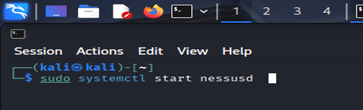 1 2 3 4
Session Actions Edit View Help
(kali㉿kali)-[~]
$ sudo systemctl start nessusd